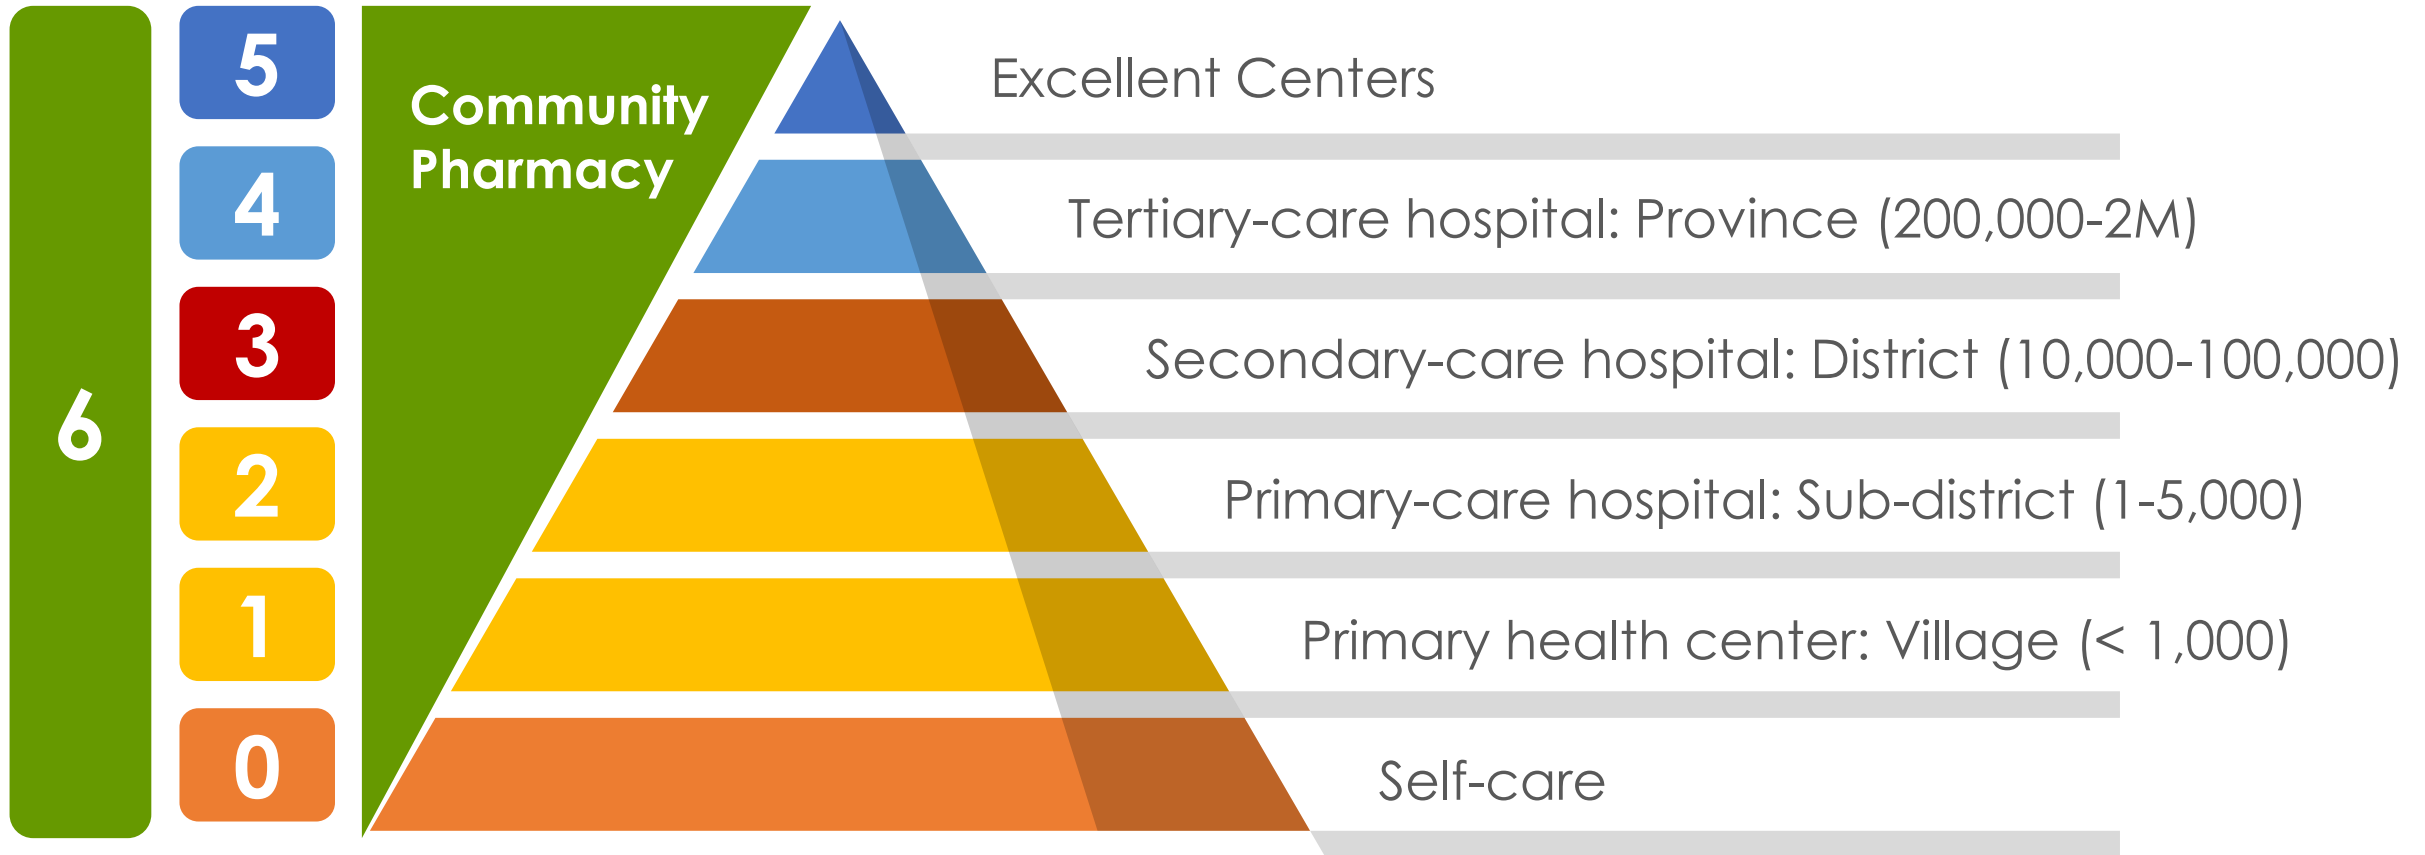 6
5
Community
Pharmacy
Excellent Centers
4
Tertiary-care hospital: Province (200,000-2M)
3
Secondary-care hospital: District (10,000-100,000)
2
Primary-care hospital: Sub-district (1-5,000)
1
Primary health center: Village (< 1,000)
0
Self-care